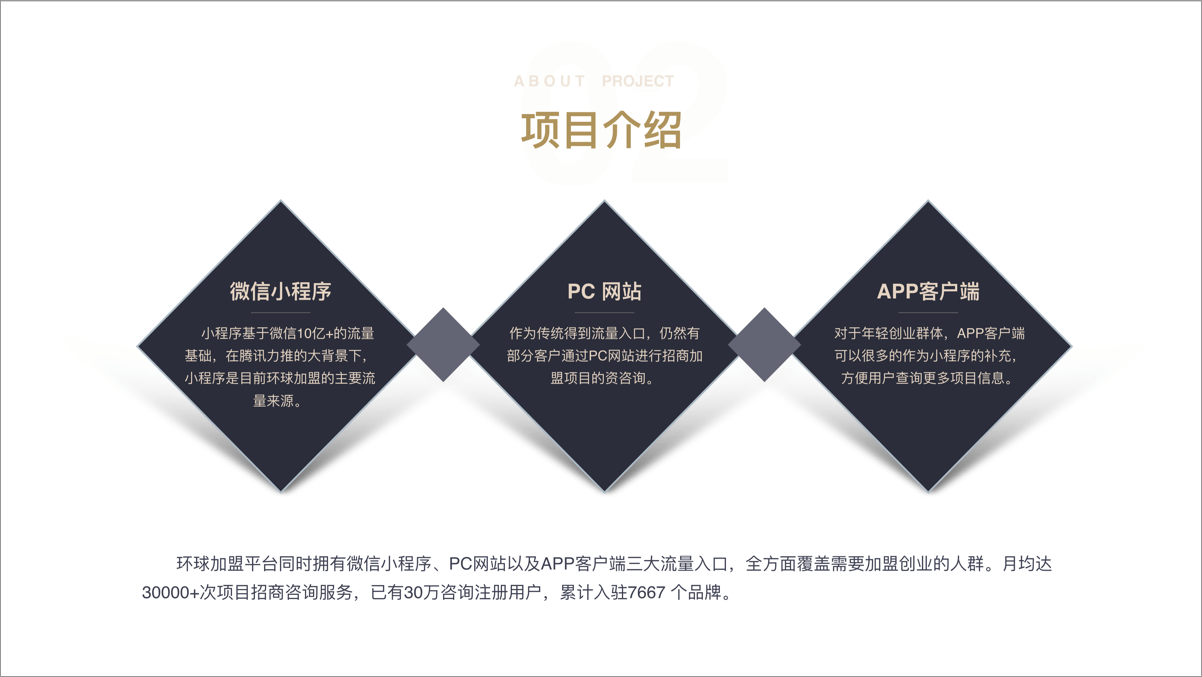 02
ABOUT PROJECT
项目介绍
微信小程序
小程序基于微信10亿+的流量
基础，在腾讯力推的大背景下，
小程序是目前环球加盟的主要流
量来源。
PC 网站
作为传统得到流量入口，仍然有
部分客户通过PC网站进行招商加
盟项目的资咨询。
APP客户端
对于年轻创业群体，APP客户端
可以很多的作为小程序的补充，
方便用户查询更多项目信息。
环球加盟平台同时拥有微信小程序、PC网站以及APP客户端三大流量入口，全方面覆盖需要加盟创业的人群。月均达
30000+次项目招商咨询服务，已有30万咨询注册用户，累计入驻7667 个品牌。